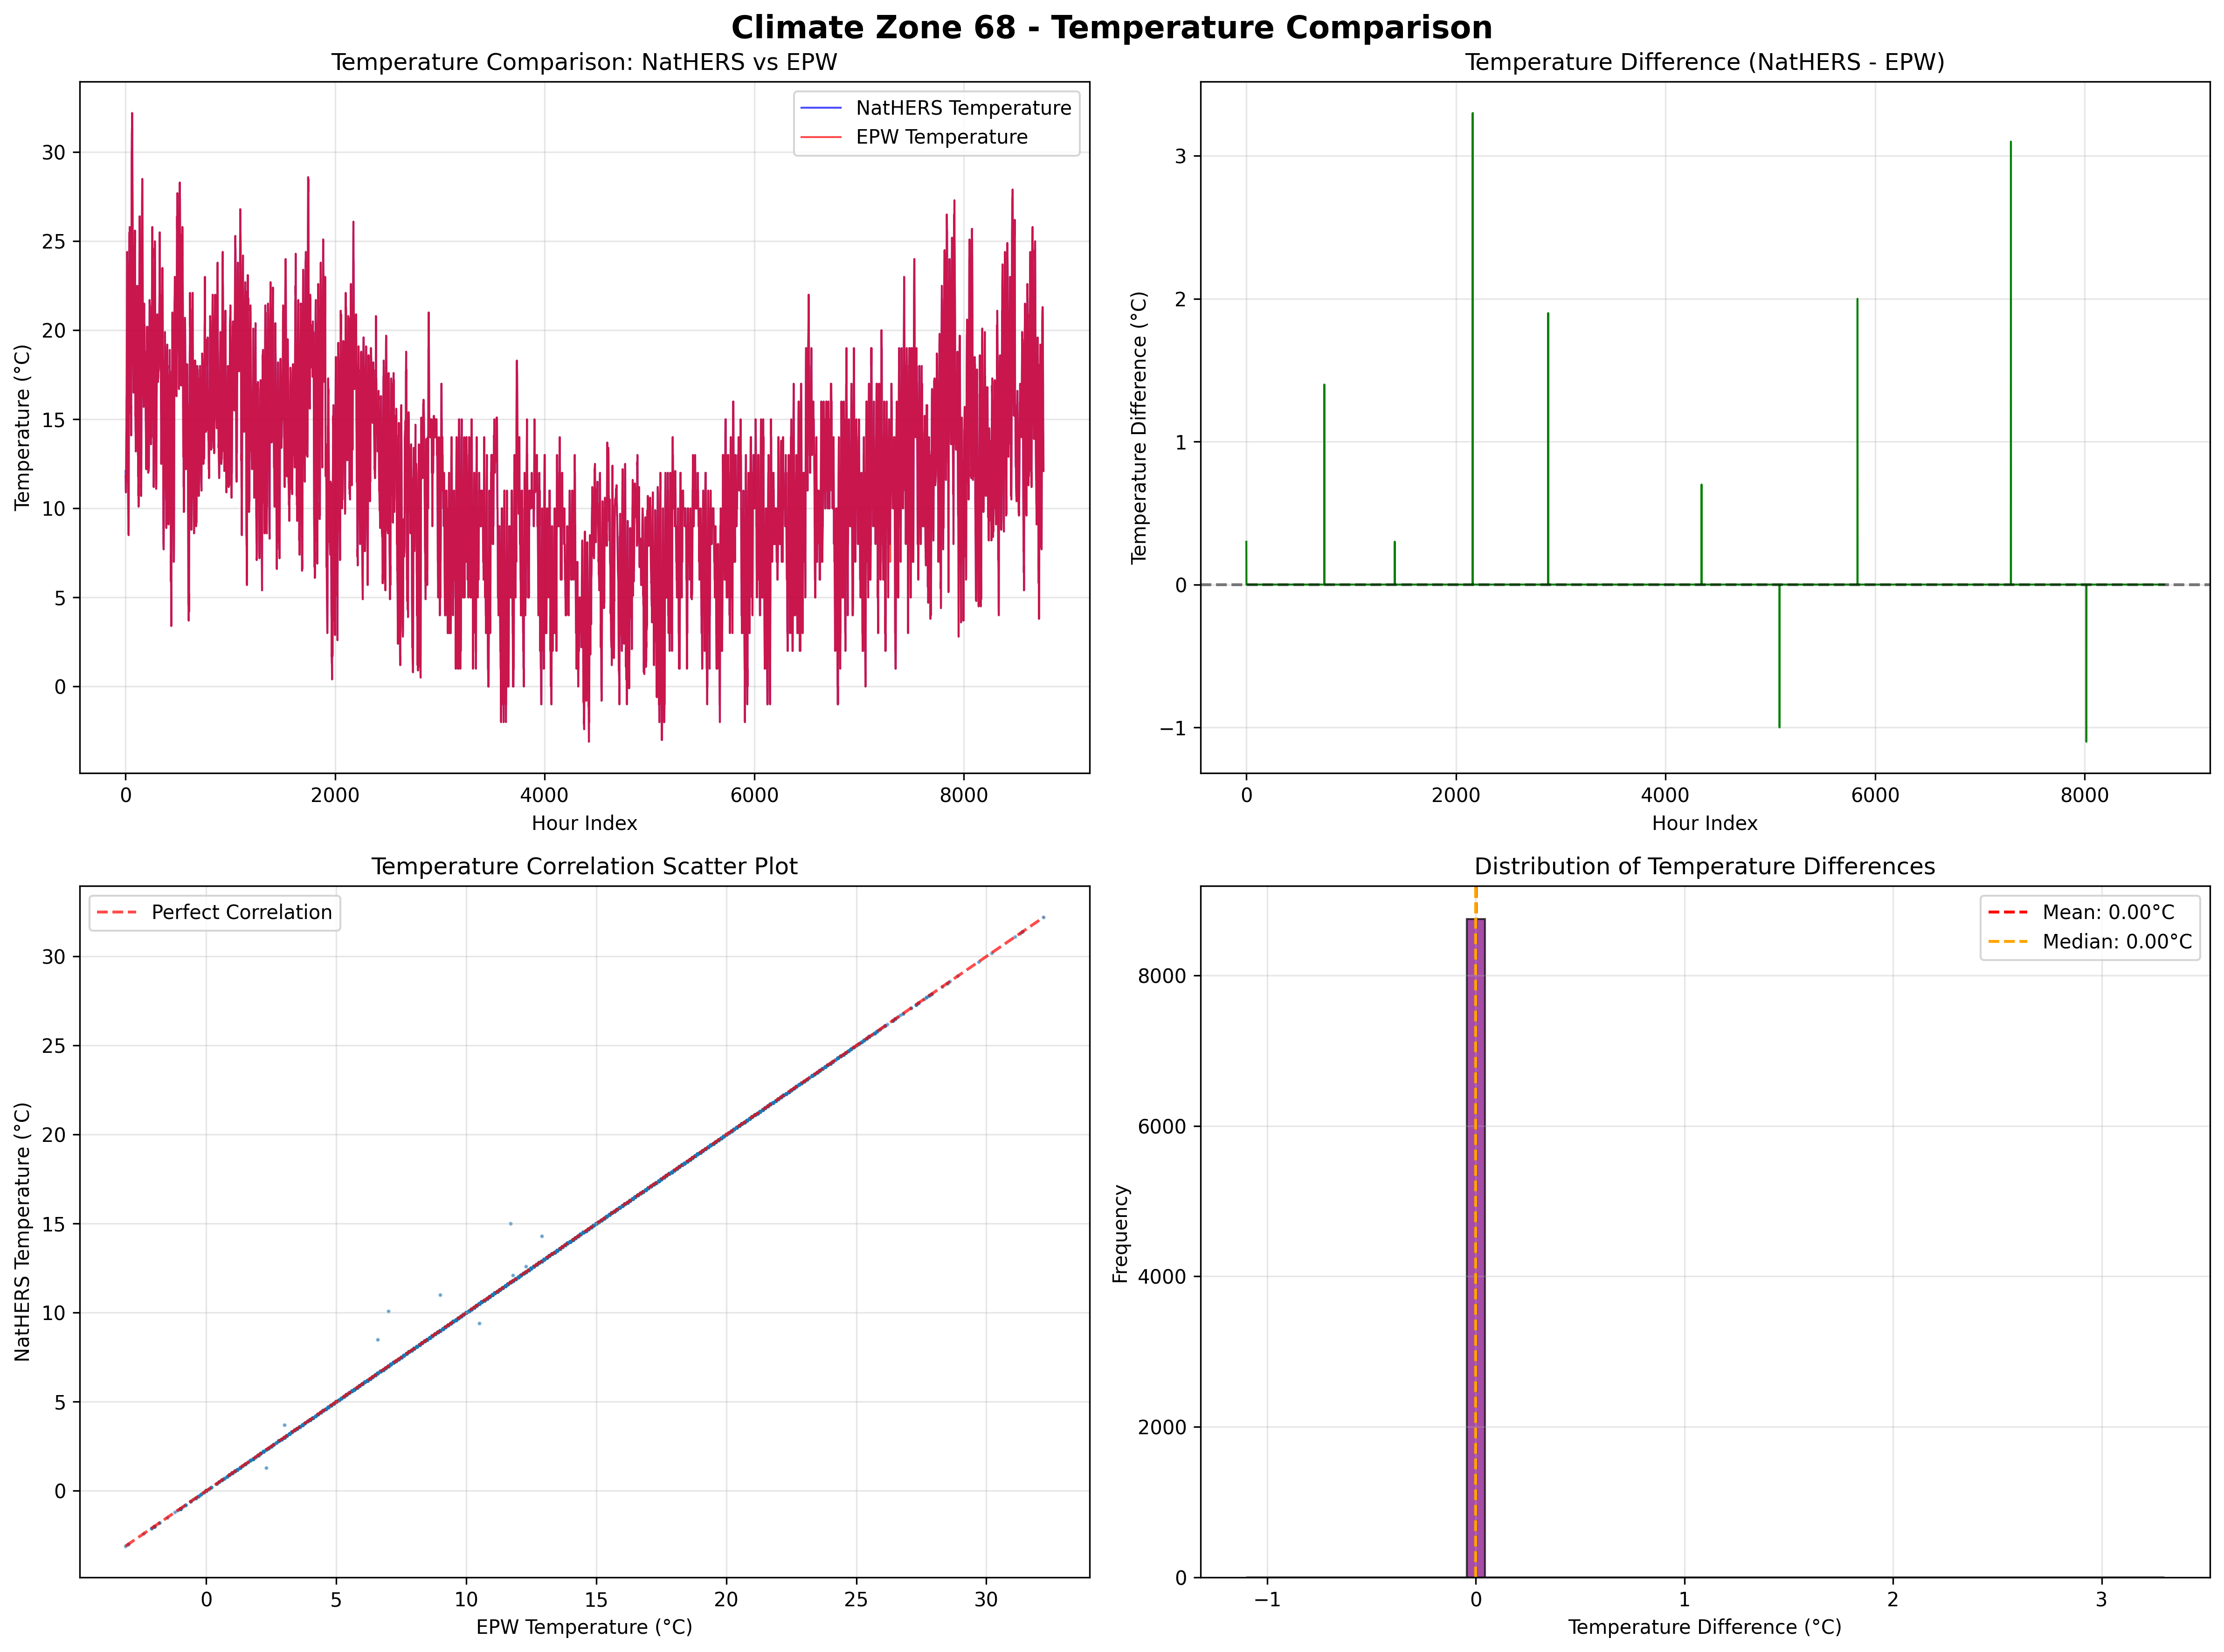 Climate Zone 68 - Temperature Comparison
Temperature Comparison: NatHERS vs EPW
NatHERS Temperature
EPW Temperature
Temperature (°C)
30
25
20
15
10
5
0
0
2000
4000
6000
8000
Hour Index
Temperature Difference (NatHERS - EPW)
Temperature Difference (°C)
3
2
1
0
−1
0
2000
4000
6000
8000
Hour Index
Temperature Correlation Scatter Plot
Perfect Correlation
NatHERS Temperature (°C)
30
25
20
15
10
5
0
0
5
10
15
20
25
30
EPW Temperature (°C)
Distribution of Temperature Differences
Mean: 0.00°C
Median: 0.00°C
Frequency
8000
6000
4000
2000
0
−1
0
1
2
3
Temperature Difference (°C)